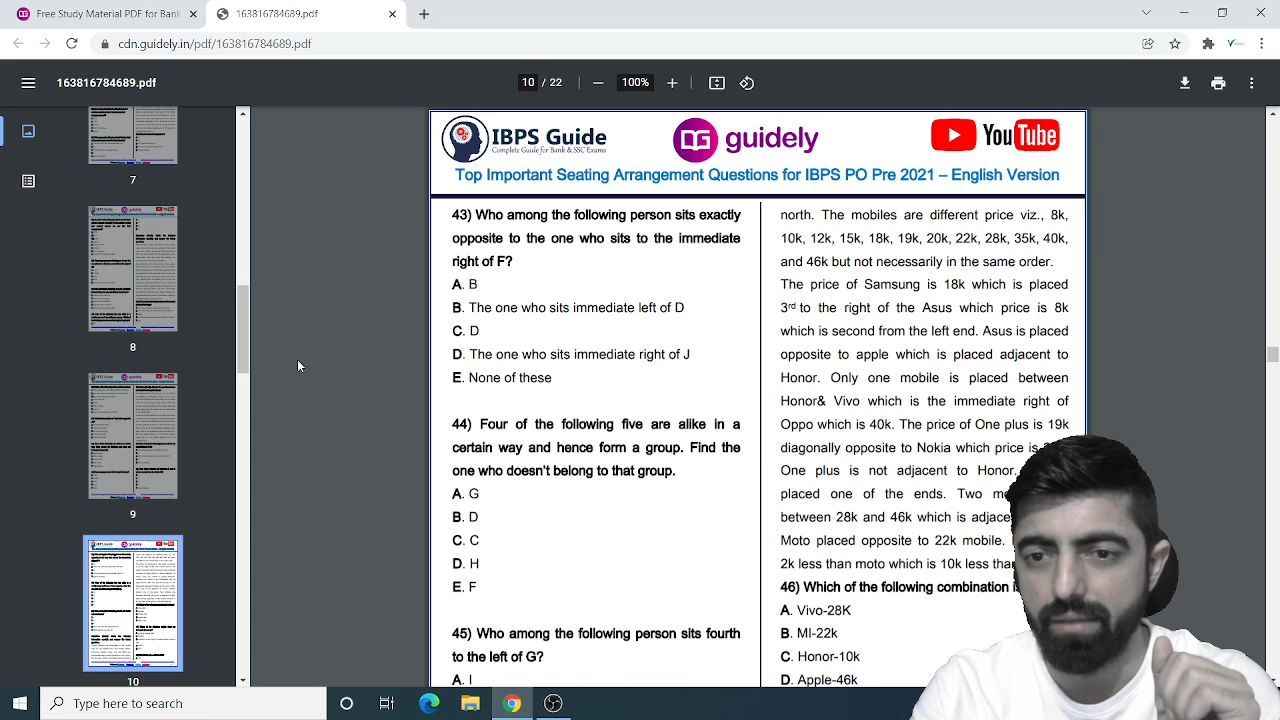 Free Study Material PDF For Bank
163816784689.pdf
cdn.guidely.in/pdf/163816784689.pdf
163816784689.pdf
10 / 22
100%
7
8
9
10
IBPS Guide
Complete Guide for Bank & SSC Exams
guidely
YouTube
Top Important Seating Arrangement Questions for IBPS PO Pre 2021 – English Version
43) Who among the following person sits exactly
opposite to the one who sits to the immediate
right of F?
A. B
B. The one who sits immediate left of D
C. D
D. The one who sits immediate right of J
E. None of these
44) Four of the following five are alike in a
certain way and hence form a group. Find the
one who doesn't belong to that group.
A. G
B. D
C. C
D. H
E. F
45) Who among the following person sits fourth
to the left of G?
A. I
north. The mobiles are different price viz., 8k,
10k, 12k, 15k, 18k, 19k, 20k, 22k, 28k, 35k, 40k,
and 46k but not necessarily in the same order.
The price of Samsung is 18k which is placed
3rd to the right of the Asus which price is 8k
which is second from the left end. Asus is placed
opposite to apple which is placed adjacent to
Honor. Only one mobile is placed between
Honor& Vivo which is the immediate right of
Oppo which is 40k. The price of One plus is 19k
diagonally opposite to Nokia which price is
One plus is not adjacent to Honor.
placed one of the ends. Two
between 28k and 46k which is
Moto placed opposite to 22k mobile.
2k less than micro which is 10k less
46) Which of the following combination
A. Vivo-28K
C. Honor-10k
D. Apple-46k
Type here to search